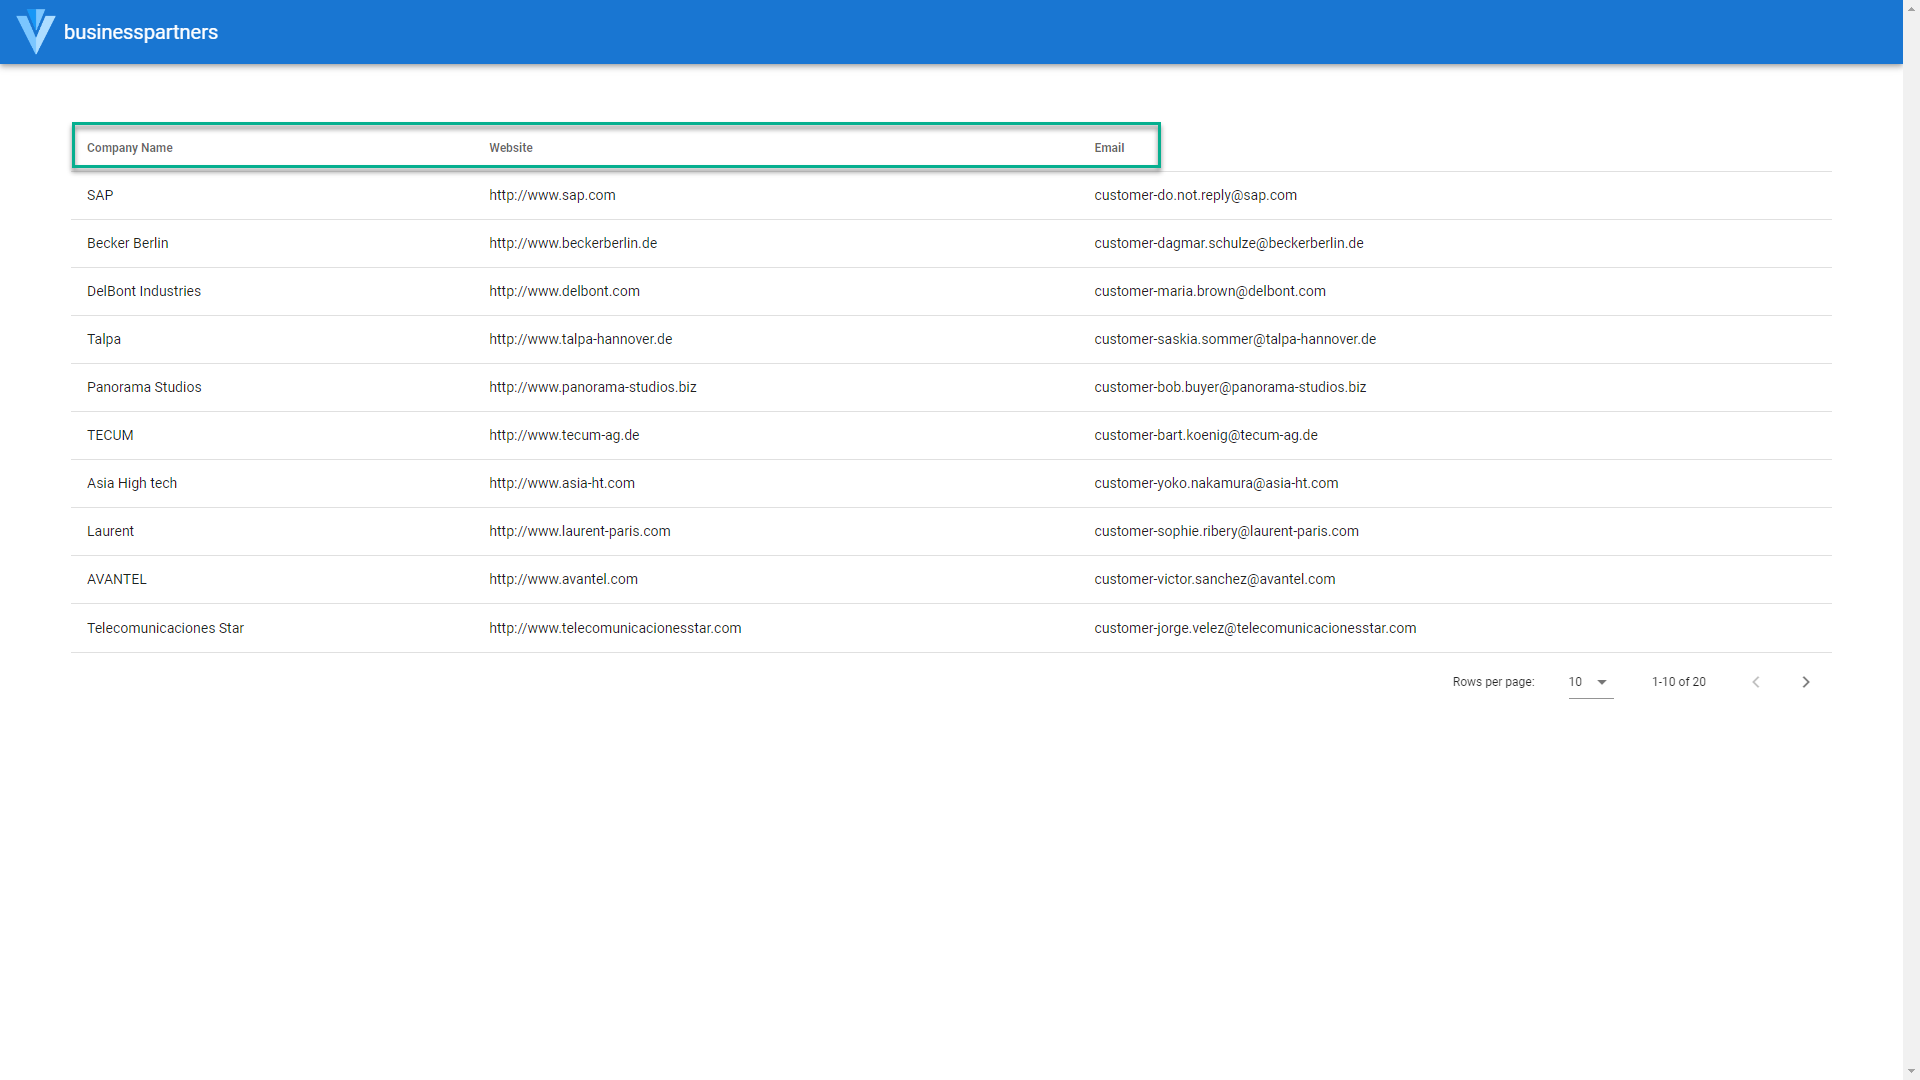 businesspartners
Company Name Website Email
SAP http://www.sap.com customer-do.not.reply@sap.com
Becker Berlin http://www.beckerberlin.de customer-dagmar.schulze@beckerberlin.de
DelBont Industries http://www.delbont.com customer-maria.brown@delbont.com
Talpa http://www.talpa-hannover.de customer-saskia.sommer@talpa-hannover.de
Panorama Studios http://www.panorama-studios.biz customer-bob.buyer@panorama-studios.biz
TECUM http://www.tecum-ag.de customer-bart.koenig@tecum-ag.de
Asia High tech http://www.asia-ht.com customer-yoko.nakamura@asia-ht.com
Laurent http://www.laurent-paris.com customer-sophie.ribery@laurent-paris.com
AVANTEL http://www.avantel.com customer-victor.sanchez@avantel.com
Telecomunicaciones Star http://www.telecomunicacionesstar.com customer-jorge.velez@telecomunicacionesstar.com
Rows per page: 10 1-10 of 20